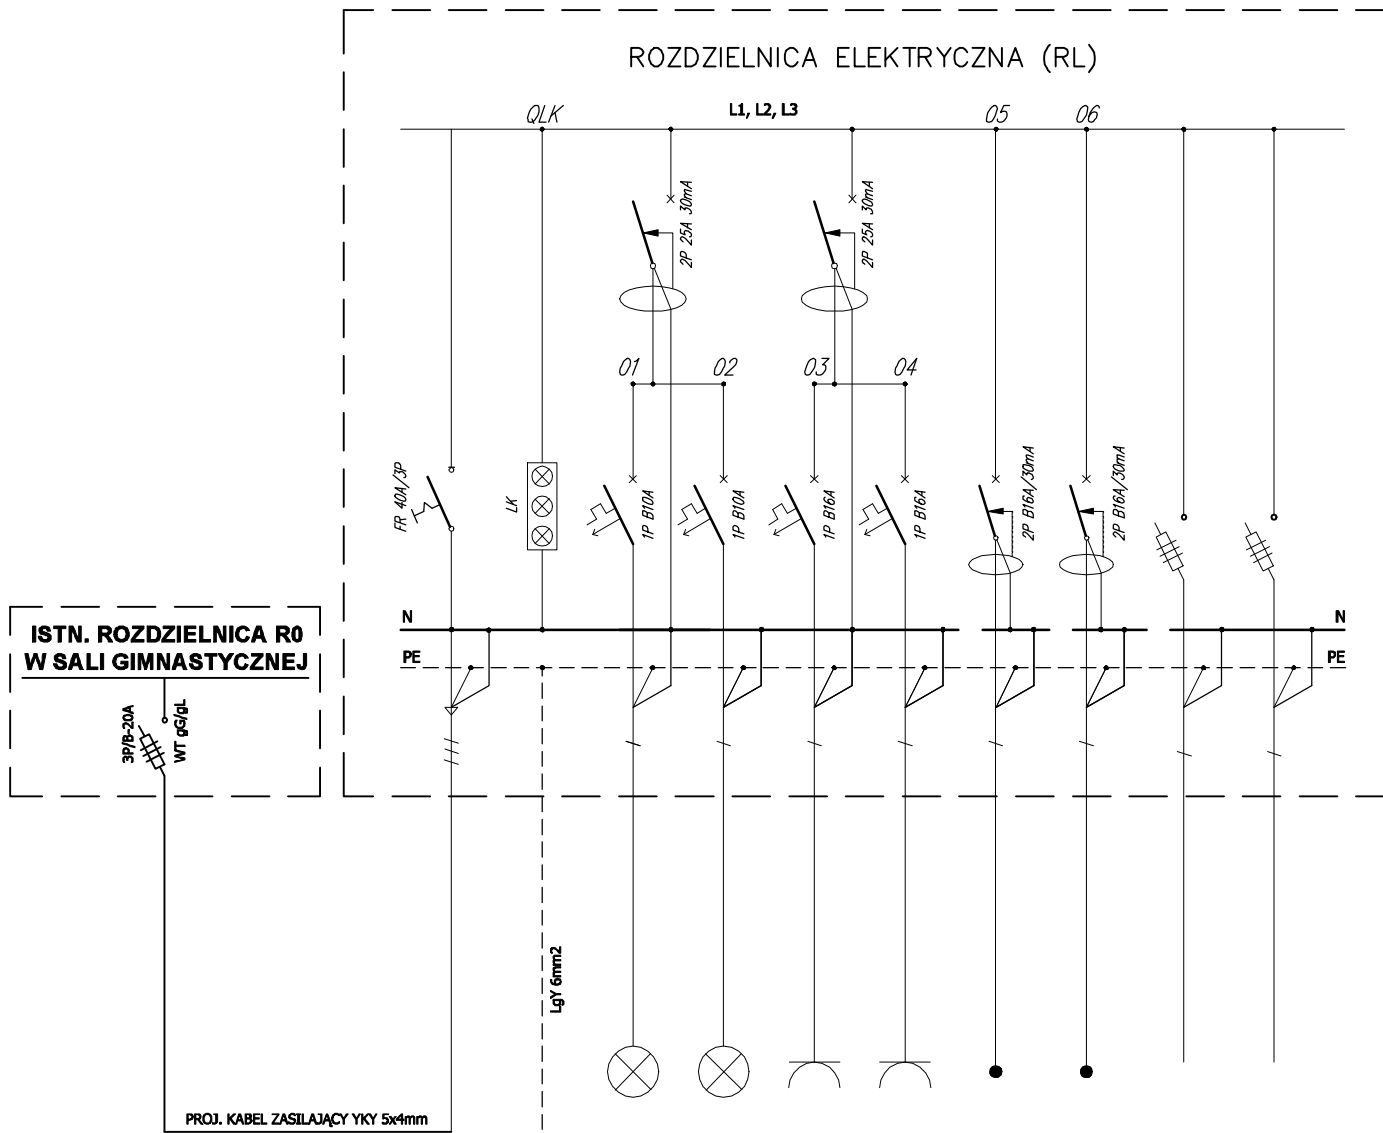 ROZDZIELNICA ELEKTRYCZNA (RL)
QLK
L1, L2, L3
05
06
2P 25A 30mA
2P 25A 30mA
01
02
03
04
FR 40A/3P
LK
1P B10A
1P B10A
1P B16A
1P B16A
2P B16A/30mA
2P B16A/30mA
N
N
PE
PE
ISTN. ROZDZIELNICA R0
W SALI GIMNASTYCZNEJ
3P/B-20A
WT gG/gL
LgY 6mm2
PROJ. KABEL ZASILAJĄCY YKY 5x4mm